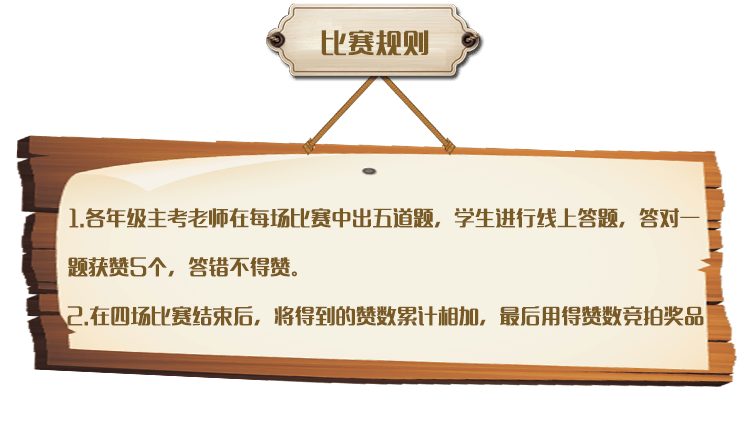 比赛规则
1.各年级主考老师在每场比赛中出五道题，学生进行线上答题，答对一
题获赞5个，答错不得赞。
2.在四场比赛结束后，将得到的赞数累计相加，最后用得赞数竞拍奖品